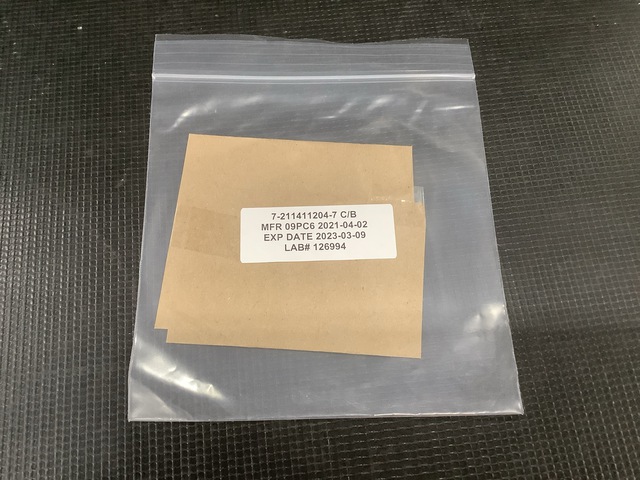 7-211411204-7 C/B
MFR 09PC6 2021-04-02
EXP DATE 2023-03-09
LAB# 126994